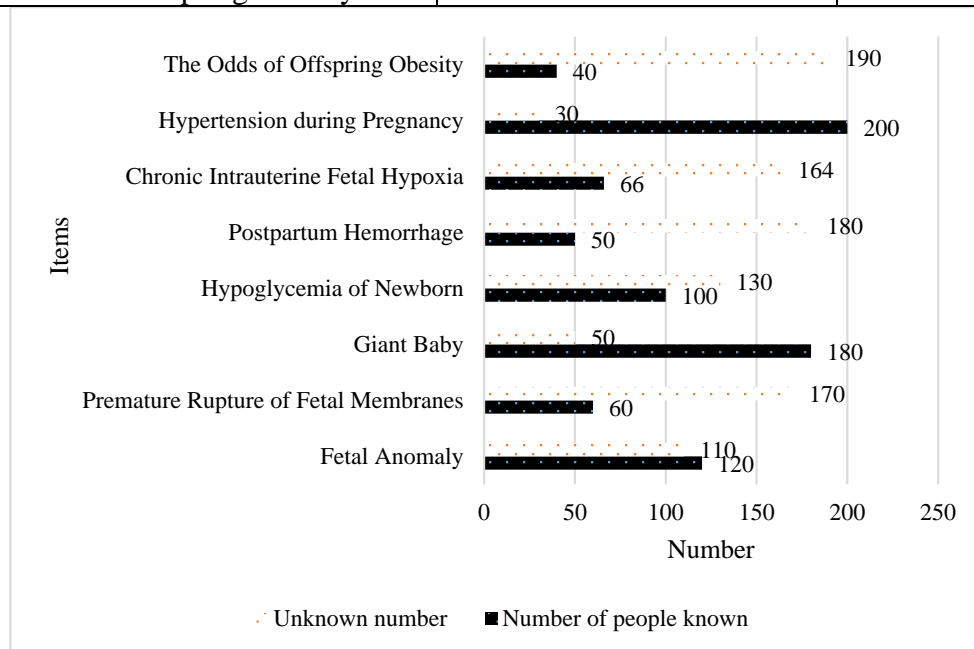 The Odds of Offspring Obesity
190
40
Hypertension during Pregnancy
30
200
Chronic Intrauterine Fetal Hypoxia
164
66
Postpartum Hemorrhage
180
50
Hypoglycemia of Newborn
130
100
Giant Baby
50
180
Premature Rupture of Fetal Membranes
170
60
Fetal Anomaly
110
120
Items
0 50 100 150 200 250
Number
Unknown number Number of people known